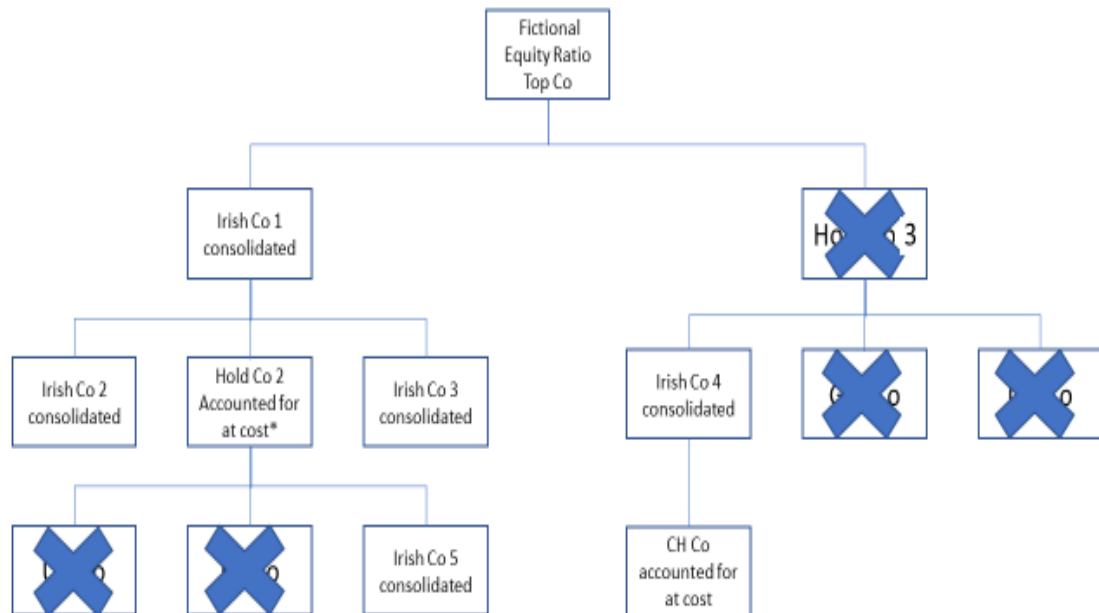 Fictional
Equity Ratio
Top Co
Irish Co 1
consolidated
3
Irish Co 2
consolidated
Hold Co 2
Accounted for
at cost*
Irish Co 3
consolidated
Irish Co 4
consolidated
Irish Co 5
consolidated
CH Co
accounted for
at cost